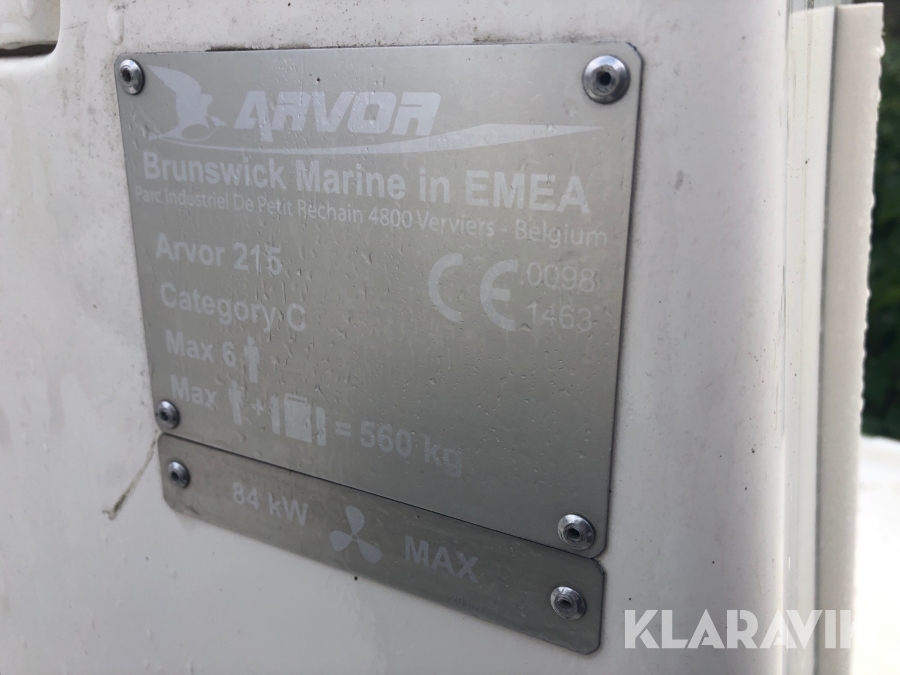 ARVOR
Brunswick Marine in EMEA
Parc Industriel De Petit Rechain 4800 Verviers - Belgium
Arvor 215
CE 0098
1463
Category C
Max 6
Max + = 560 kg
84 kW MAX
KLARAVIK